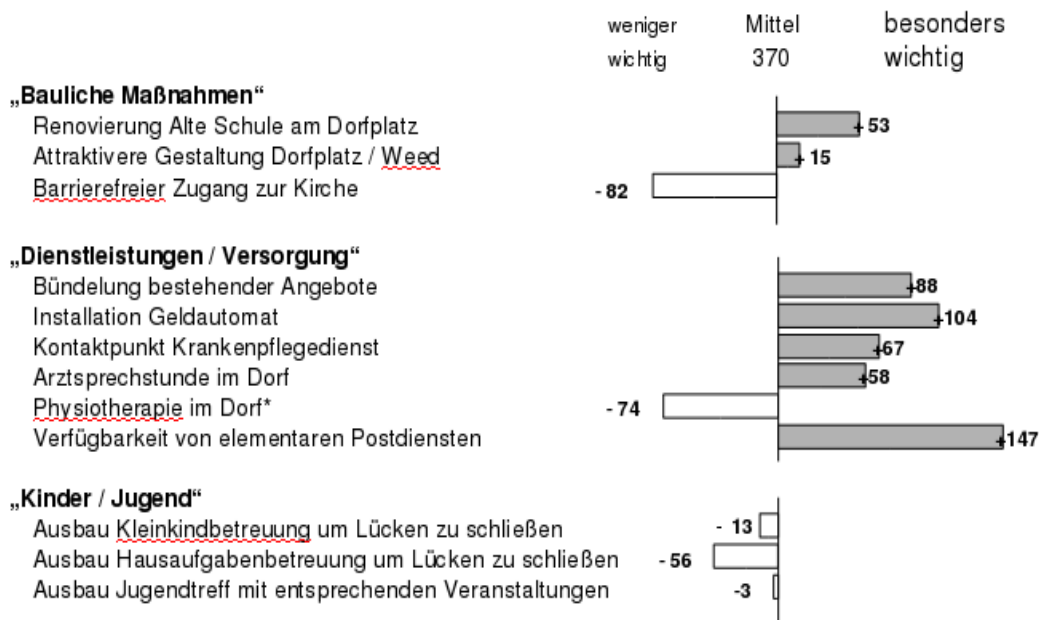 weniger Mittel besonders
wichtig 370 wichtig
„Bauliche Maßnahmen“
Renovierung Alte Schule am Dorfplatz + 53
Attraktivere Gestaltung Dorfplatz / Weed + 15
Barrierefreier Zugang zur Kirche - 82
„Dienstleistungen / Versorgung“
Bündelung bestehender Angebote +88
Installation Geldautomat +104
Kontaktpunkt Krankenpflegedienst +67
Arztsprechstunde im Dorf +58
Physiotherapie im Dorf* - 74
Verfügbarkeit von elementaren Postdiensten +147
„Kinder / Jugend“
Ausbau Kleinkindbetreuung um Lücken zu schließen - 13
Ausbau Hausaufgabenbetreuung um Lücken zu schließen - 56
Ausbau Jugendtreff mit entsprechenden Veranstaltungen -3